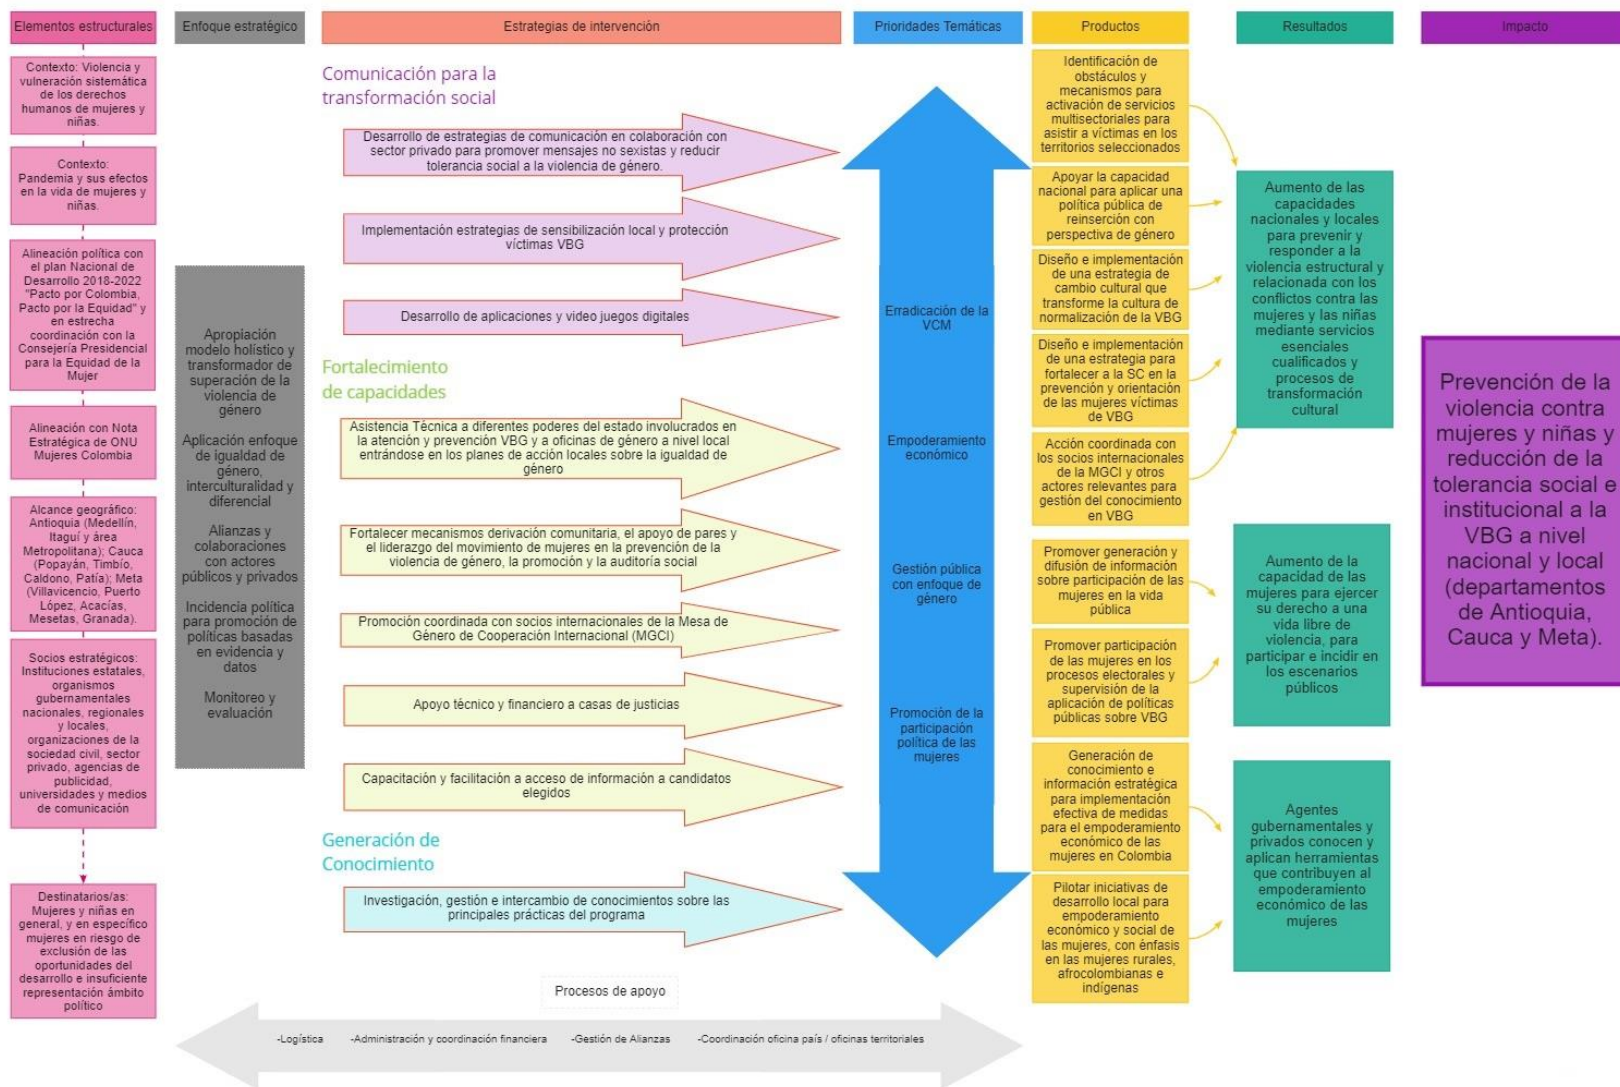 Elementos estructurales
Enfoque estratégico
Estrategias de intervención
Prioridades Temáticas
Productos
Resultados
Impacto
Contexto: Violencia y
vulneración sistemática
de los derechos
humanos de mujeres y
niñas.
Contexto:
Pandemia y sus efectos
en la vida de mujeres y
niñas.
Alineación política con
el plan Nacional de
Desarrollo 2018-2022
"Pacto por Colombia,
Pacto por la Equidad" y
en estrecha
coordinación con la
Consejería Presidencial
para la Equidad de la
Mujer
Alineación con Nota
Estratégica de ONU
Mujeres Colombia
Alcance geográfico:
Antioquia (Medellín,
Itaguí y área
Metropolitana); Cauca
(Popayán, Timbío,
Caldono, Patía); Meta
(Villavicencio, Puerto
López, Acacías,
Mesetas, Granada).
Socios estratégicos:
Instituciones estatales,
organismos
gubernamentales
nacionales, regionales
y locales,
organizaciones de la
sociedad civil, sector
privado, agencias de
publicidad,
universidades y medios
de comunicación
Destinatarios/as:
Mujeres y niñas en
general, y en específico
mujeres en riesgo de
exclusión de las
oportunidades del
desarrollo e insuficiente
representación ámbito
político
Apropiación
modelo holístico y
transformador de
superación de la
violencia de
género
Aplicación enfoque
de igualdad de
género,
interculturalidad y
diferencial
Alianzas y
colaboraciones
con actores
públicos y privados
Incidencia política
para promoción de
políticas basadas
en evidencia y
datos
Monitoreo y
evaluación
Comunicación para la
transformación social
Desarrollo de estrategias de comunicación en colaboración con
sector privado para promover mensajes no sexistas y reducir
tolerancia social a la violencia de género.
Implementación estrategias de sensibilización local y protección
víctimas VBG
Desarrollo de aplicaciones y video juegos digitales
Fortalecimiento
de capacidades
Asistencia Técnica a diferentes poderes del estado involucrados en
la atención y prevención VBG y a oficinas de género a nivel local
entrándose en los planes de acción locales sobre la igualdad de
género
Fortalecer mecanismos derivación comunitaria, el apoyo de pares y
el liderazgo del movimiento de mujeres en la prevención de la
violencia de género, la promoción y la auditoría social
Promoción coordinada con socios internacionales de la Mesa de
Género de Cooperación Internacional (MGCI)
Apoyo técnico y financiero a casas de justicias
Capacitación y facilitación a acceso de información a candidatos
elegidos
Generación de
Conocimiento
Investigación, gestión e intercambio de conocimientos sobre las
principales prácticas del programa
Erradicación de la
VCM
Empoderamiento
económico
Gestión pública
con enfoque de
género
Promoción de la
participación
política de las
mujeres
Identificación de
obstáculos y
mecanismos para
activación de servicios
multisectoriales para
asistir a víctimas en los
territorios seleccionados
Apoyar la capacidad
nacional para aplicar una
política pública de
reinserción con
perspectiva de género
Diseño e implementación
de una estrategia de
cambio cultural que
transforme la cultura de
normalización de la VBG
Diseño e implementación
de una estrategia para
fortalecer a la SC en la
prevención y orientación
de las mujeres víctimas
de VBG
Acción coordinada con
los socios internacionales
de la MGCI y otros
actores relevantes para
gestión del conocimiento
en VBG
Promover generación y
difusión de información
sobre participación de las
mujeres en la vida
pública
Promover participación
de las mujeres en los
procesos electorales y
supervisión de la
aplicación de políticas
públicas sobre VBG
Generación de
conocimiento e
información estratégica
para implementación
efectiva de medidas
para el empoderamiento
económico de las
mujeres en Colombia
Pilotar iniciativas de
desarrollo local para
empoderamiento
económico y social de
las mujeres, con énfasis
en las mujeres rurales,
afrocolombianas e
indígenas
Aumento de las
capacidades
nacionales y locales
para prevenir y
responder a la
violencia estructural y
relacionada con los
conflictos contra las
mujeres y las niñas
mediante servicios
esenciales
cualificados y
procesos de
transformación
cultural
Aumento de la
capacidad de las
mujeres para ejercer
su derecho a una
vida libre de
violencia, para
participar e incidir en
los escenarios
públicos
Agentes
gubernamentales y
privados conocen y
aplican herramientas
que contribuyen al
empoderamiento
económico de las
mujeres
Prevención de la
violencia contra
mujeres y niñas y
reducción de la
tolerancia social e
institucional a la
VBG a nivel
nacional y local
(departamentos
de Antioquia,
Cauca y Meta).
Procesos de apoyo
-Logística -Administración y coordinación financiera -Gestión de Alianzas -Coordinación oficina país / oficinas territoriales